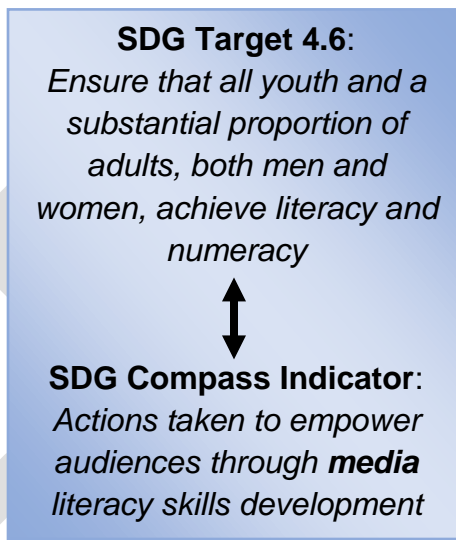 SDG Target 4.6:
Ensure that all youth and a
substantial proportion of
adults, both men and
women, achieve literacy and
numeracy
SDG Compass Indicator:
Actions taken to empower
audiences through media
literacy skills development